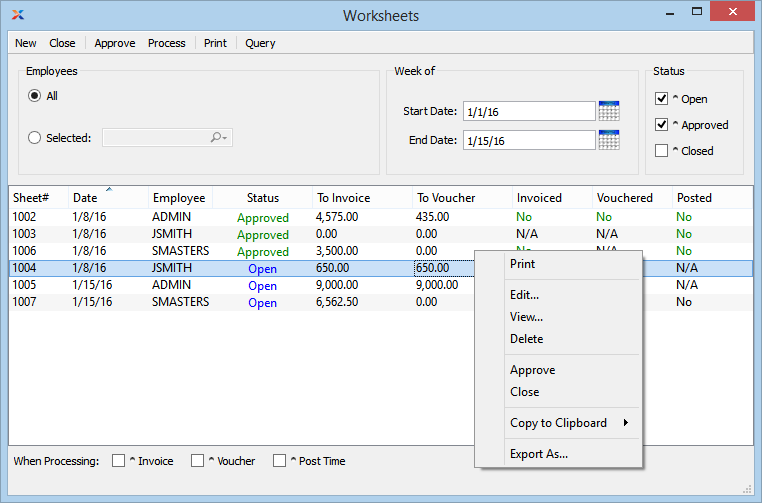 Worksheets
New Close Approve Process Print Query
Employees
All
Selected:
Week of
Start Date: 1/1/16
End Date: 1/15/16
Status
^ Open
^ Approved
^ Closed
Sheet# Date Employee Status To Invoice To Voucher Invoiced Vouchered Posted
1002 1/8/16 ADMIN Approved 4,575.00 435.00 No No No
1003 1/8/16 JSMITH Approved 0.00 0.00 N/A N/A No
1006 1/8/16 SMASTERS Approved 3,500.00 0.00 No
1004 1/8/16 JSMITH Open 650.00 650.00 N/A
1005 1/15/16 ADMIN Open 9,000.00 9,000.00 N/A
1007 1/15/16 SMASTERS Open 6,562.50 0.00 No
Print
Edit...
View...
Delete
Approve
Close
Copy to Clipboard
Export As...
When Processing: ^ Invoice ^ Voucher ^ Post Time